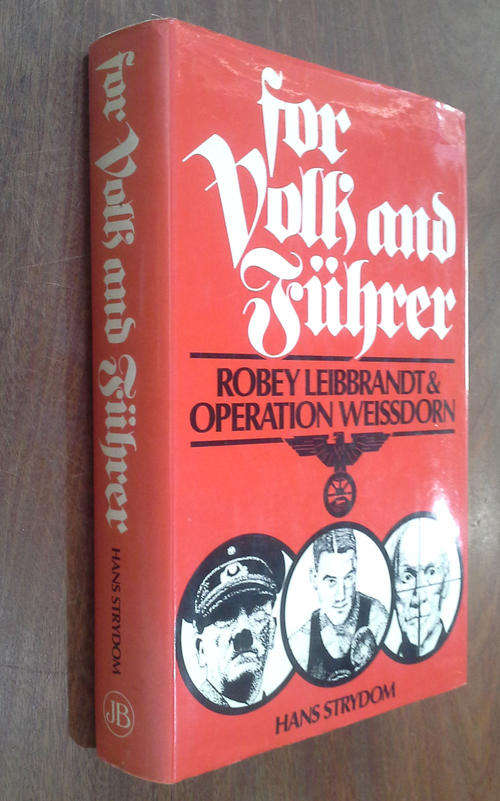 for
Volk and
Führer
ROBEY LEIBBRANDT &
OPERATION WEISSDORN
HANS STRYDOM
for Volk and Führer
HANS STRYDOM
JB